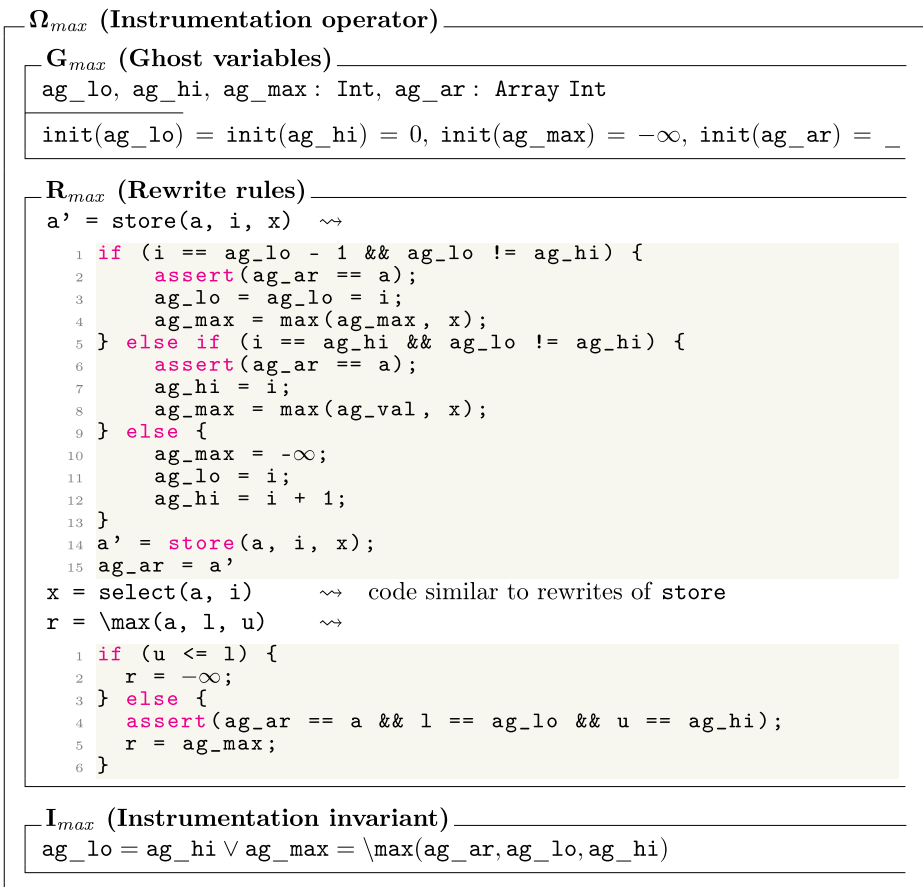 Ω_max (Instrumentation operator)
G_max (Ghost variables)
ag_lo, ag_hi, ag_max : Int, ag_ar : Array Int
init(ag_lo) = init(ag_hi) = 0, init(ag_max) = −∞, init(ag_ar) = _
R_max (Rewrite rules)
a’ = store(a, i, x) ⇝
1 if (i == ag_lo - 1 && ag_lo != ag_hi) {
2 assert(ag_ar == a);
3 ag_lo = ag_lo = i;
4 ag_max = max(ag_max, x);
5 } else if (i == ag_hi && ag_lo != ag_hi) {
6 assert(ag_ar == a);
7 ag_hi = i;
8 ag_max = max(ag_val, x);
9 } else {
10 ag_max = -∞;
11 ag_lo = i;
12 ag_hi = i + 1;
13 }
14 a’ = store(a, i, x);
15 ag_ar = a’
x = select(a, i) ⇝ code similar to rewrites of store
r = \max(a, l, u) ⇝
1 if (u <= l) {
2 r = −∞;
3 } else {
4 assert(ag_ar == a && l == ag_lo && u == ag_hi);
5 r = ag_max;
6 }
I_max (Instrumentation invariant)
ag_lo = ag_hi ∨ ag_max = \max(ag_ar, ag_lo, ag_hi)